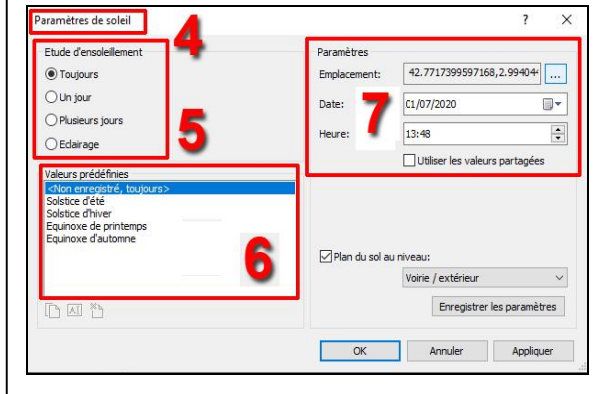 Paramètres de soleil
4
? ×
Etude d'ensoleillement
Toujours
Un jour
Plusieurs jours
Eclairage
5
Valeurs prédéfinies
<Non enregistré, toujours>
Solstice d'été
Solstice d'hiver
Equinoxe de printemps
Equinoxe d'automne
6
Paramètres
Emplacement: 42.7717399597168,2.99404 ...
Date: 01/07/2020
Heure: 13:48
7
Utiliser les valeurs partagées
Plan du sol au niveau:
Voirie / extérieur
Enregistrer les paramètres
OK Annuler Appliquer